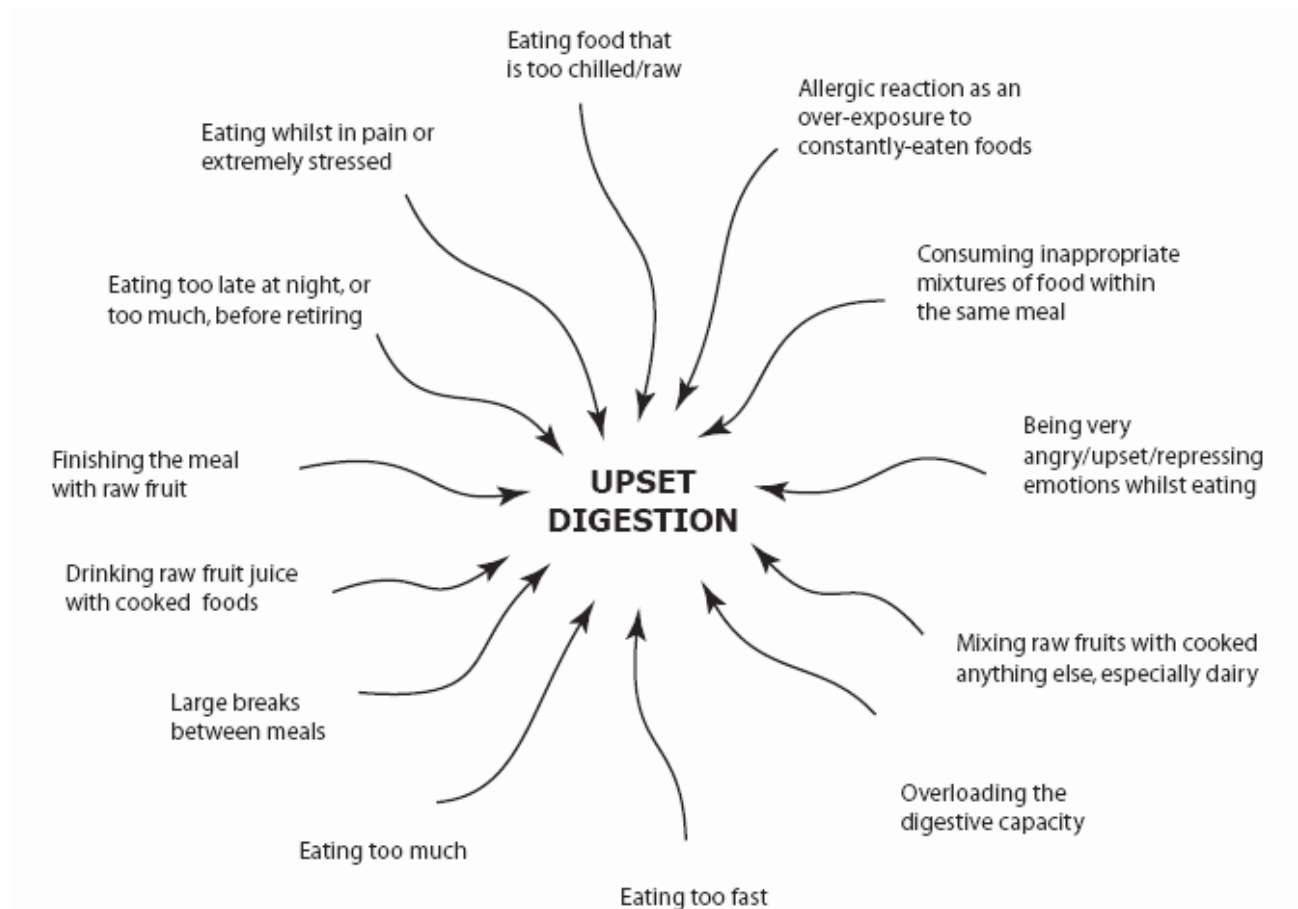 Eating food that
is too chilled/raw
Allergic reaction as an
over-exposure to
constantly-eaten foods
Eating whilst in pain or
extremely stressed
Consuming inappropriate
mixtures of food within
the same meal
Eating too late at night, or
too much, before retiring
Being very
angry/upset/repressing
emotions whilst eating
Finishing the meal
with raw fruit
UPSET
DIGESTION
Drinking raw fruit juice
with cooked foods
Mixing raw fruits with cooked
anything else, especially dairy
Large breaks
between meals
Overloading the
digestive capacity
Eating too much
Eating too fast